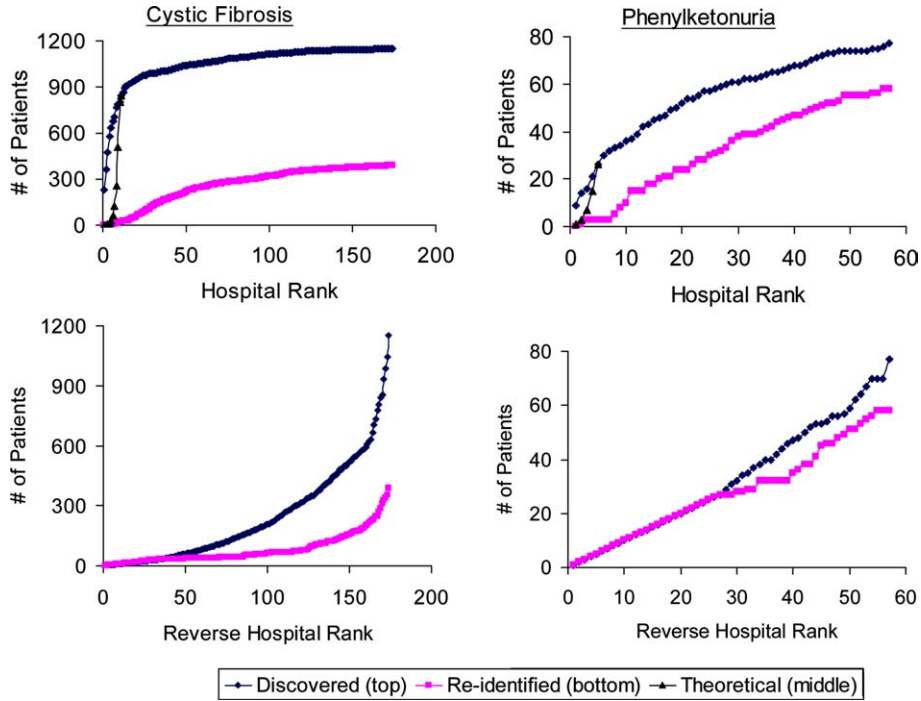 Cystic Fibrosis
1200
900
600
300
0
# of Patients
0 50 100 150 200
Hospital Rank
Phenylketonuria
80
60
40
20
0
# of Patients
0 10 20 30 40 50 60
Hospital Rank
1200
900
600
300
0
# of Patients
0 50 100 150 200
Reverse Hospital Rank
80
60
40
20
0
# of Patients
0 10 20 30 40 50 60
Reverse Hospital Rank
Discovered (top) Re-identified (bottom) Theoretical (middle)